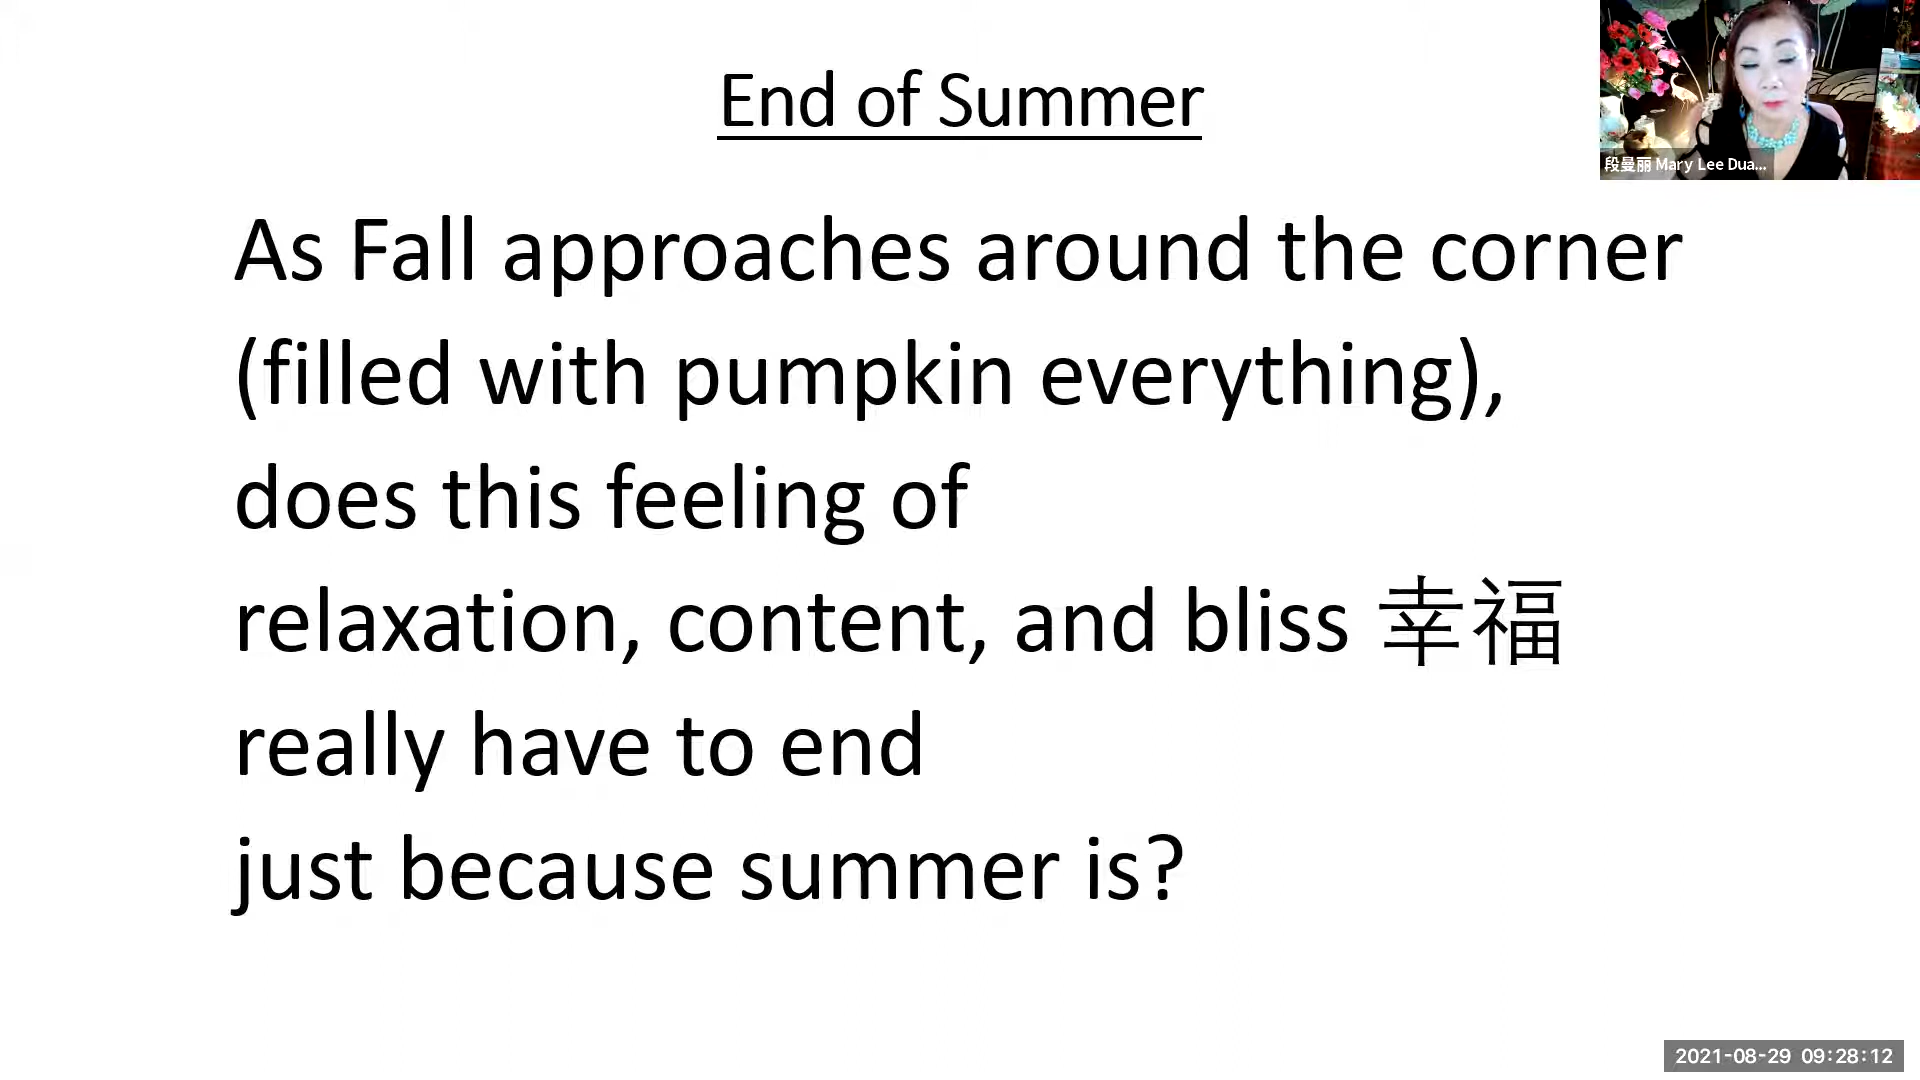 End of Summer
段曼丽 Mary Lee Dua...
As Fall approaches around the corner
(filled with pumpkin everything),
does this feeling of
relaxation, content, and bliss 幸福
really have to end
just because summer is?
2021-08-29 09:28:12